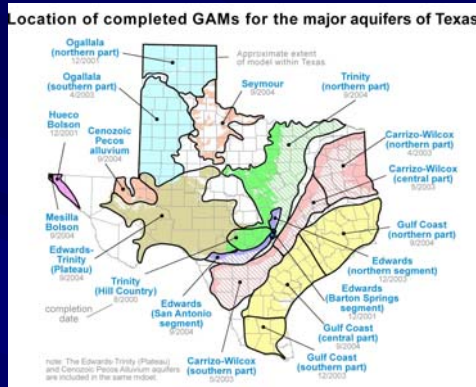 Location of completed GAMs for the major aquifers of Texas
Ogallala
(northern part)
12/2001
Approximate extent
of model within Texas
Ogallala
(southern part)
4/2003
Seymour
9/2004
Trinity
(northern part)
9/2004
Hueco
Bolson
12/2001
Cenozoic
Pecos
alluvium
9/2004
Carrizo-Wilcox
(northern part)
4/2003
Carrizo-Wilcox
(central part)
5/2003
Mesilla
Bolson
9/2004
Gulf Coast
(northern part)
9/2004
Edwards-
Trinity
(Plateau)
9/2004
Edwards
(northern segment)
12/2003
Trinity
(Hill Country)
8/2000
completion
date
Edwards
(San Antonio
segment)
9/2004
Edwards
(Barton Springs
segment)
12/2001
Gulf Coast
(central part)
9/2004
Carrizo-Wilcox
(southern part)
5/2003
Gulf Coast
(southern part)
12/2003
note: The Edwards-Trinity (Plateau)
and Cenozoic Pecos Alluvium aquifers
are included in the same mdoel.